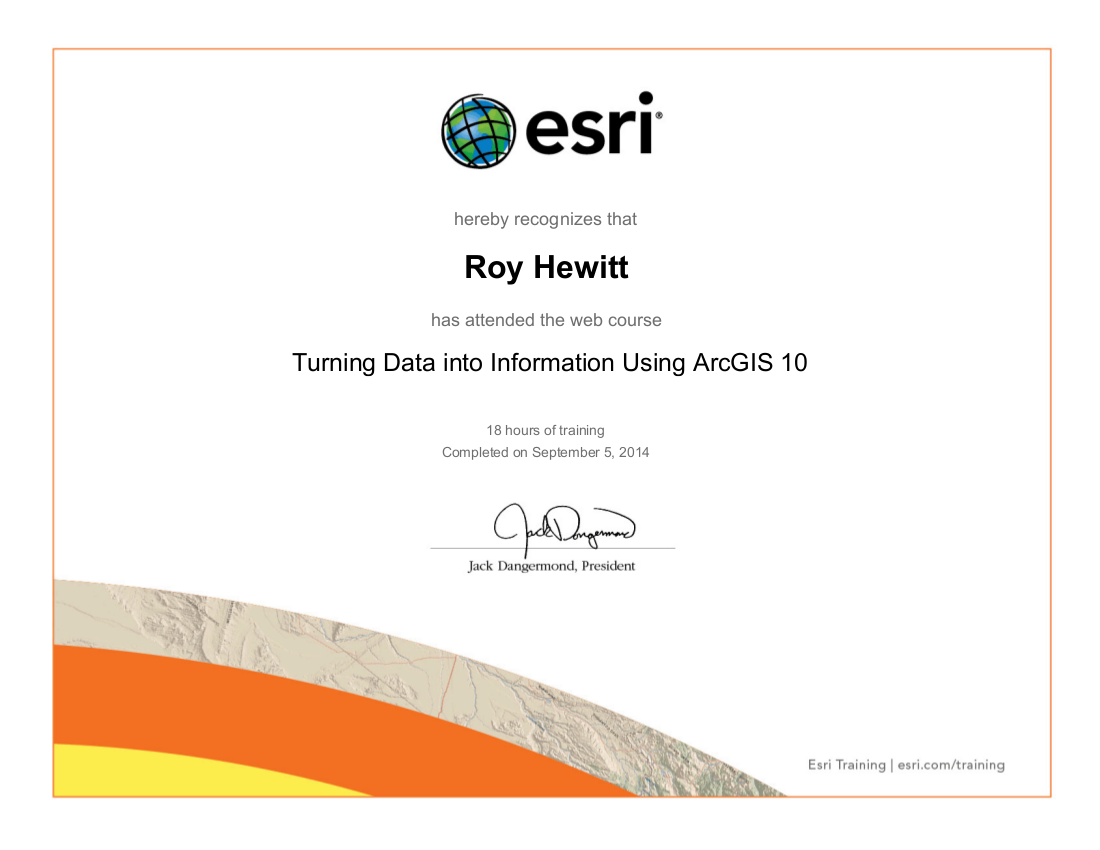 esri®
hereby recognizes that
Roy Hewitt
has attended the web course
Turning Data into Information Using ArcGIS 10
18 hours of training
Completed on September 5, 2014
Jack Dangermond
Jack Dangermond, President
Esri Training | esri.com/training